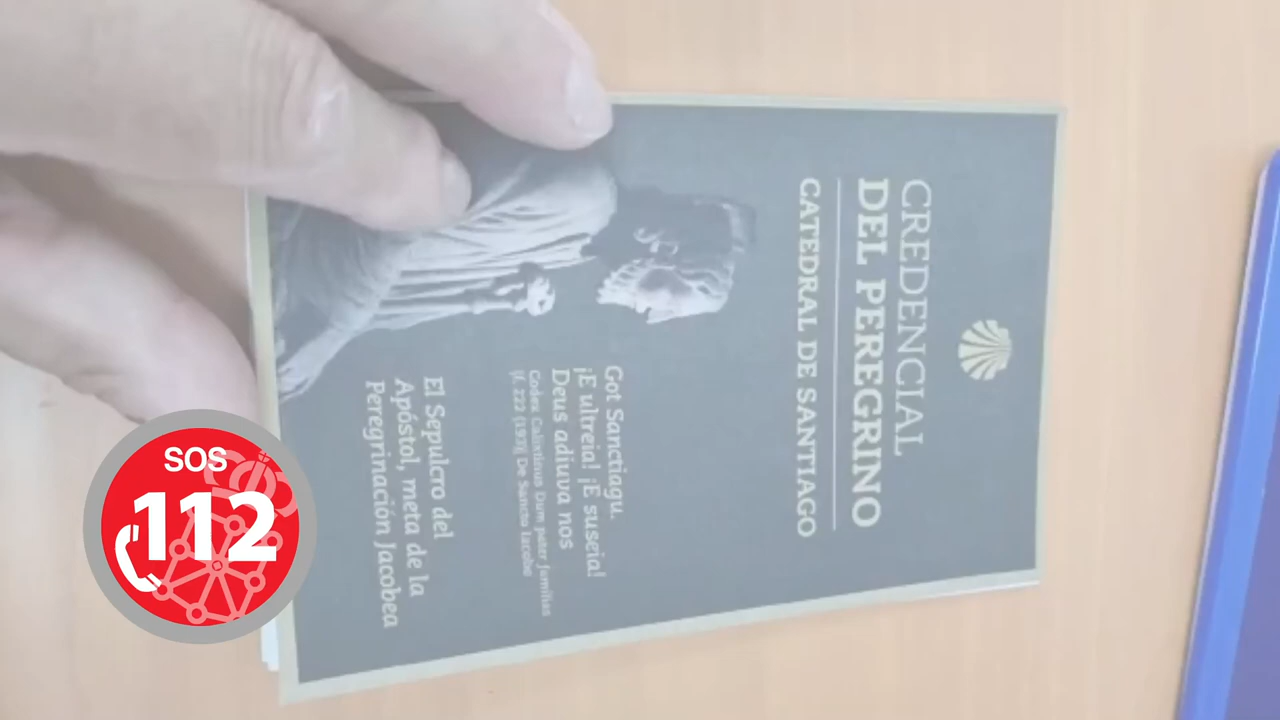 CREDENCIAL
DEL PEREGRINO
CATEDRAL DE SANTIAGO
Got Sanctiagu.
¡E ultreia! ¡E suseia!
Deus adiuva nos
Codex Calixtinus Dum pater familias
(f. 222 [193]) De Sancto Iacobo
El Sepulcro del
Apóstol, meta de la
Peregrinación Jacobea
SOS
112